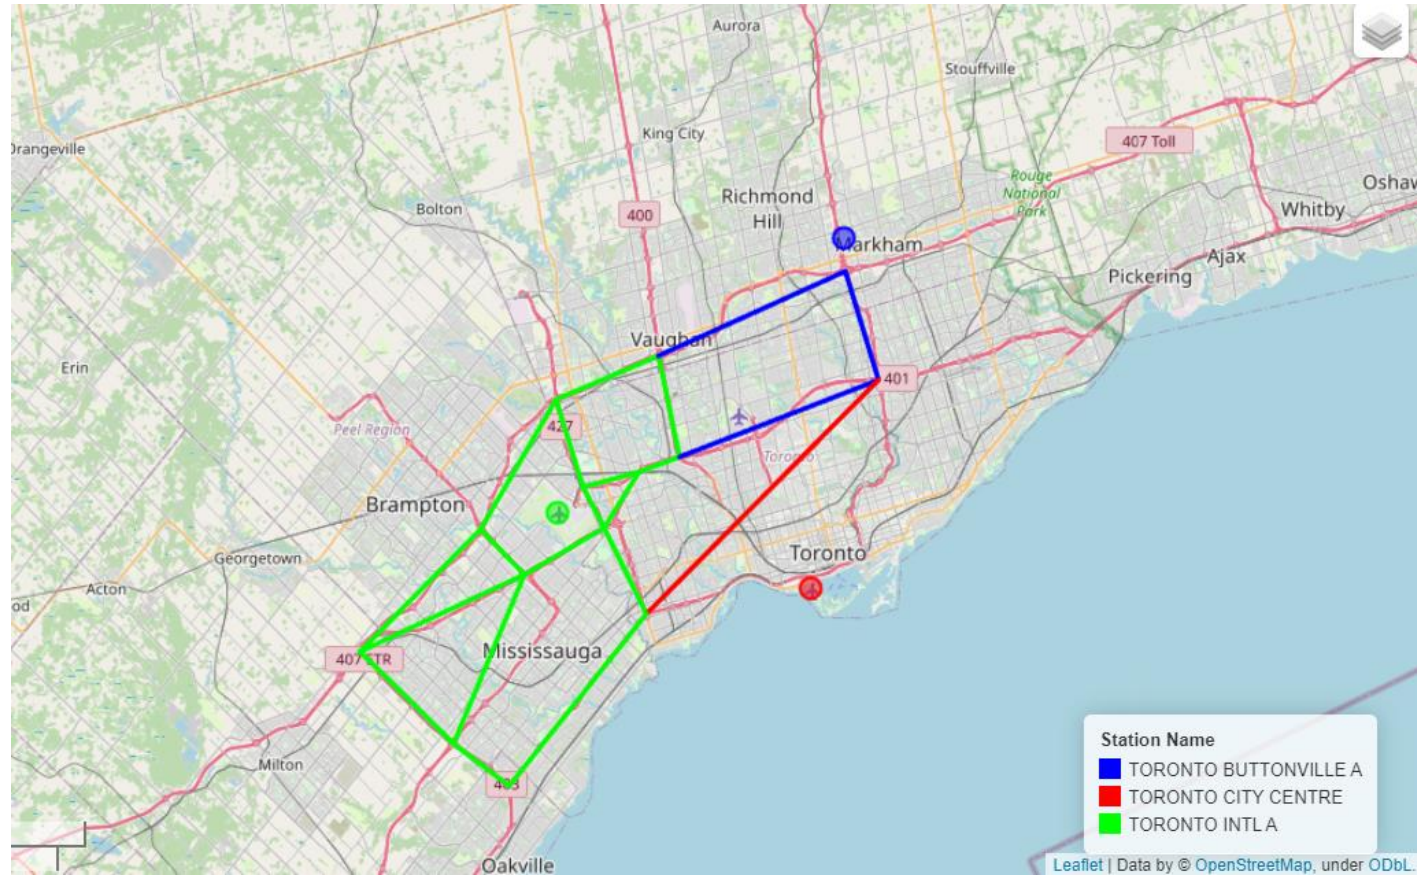 Aurora
Stouffville
King City
407 Toll
Orangeville
Rouge
National
Park
Richmond
Hill
Oshaw
Whitby
Bolton
400
Markham
Ajax
Pickering
Vaughan
Erin
401
Peel Region
427
Toronto
Brampton
Georgetown
Toronto
Acton
od
Mississauga
407 ETR
Milton
403
Oakville
Station Name
TORONTO BUTTONVILLE A
TORONTO CITY CENTRE
TORONTO INTL A
Leaflet | Data by © OpenStreetMap, under ODbL.